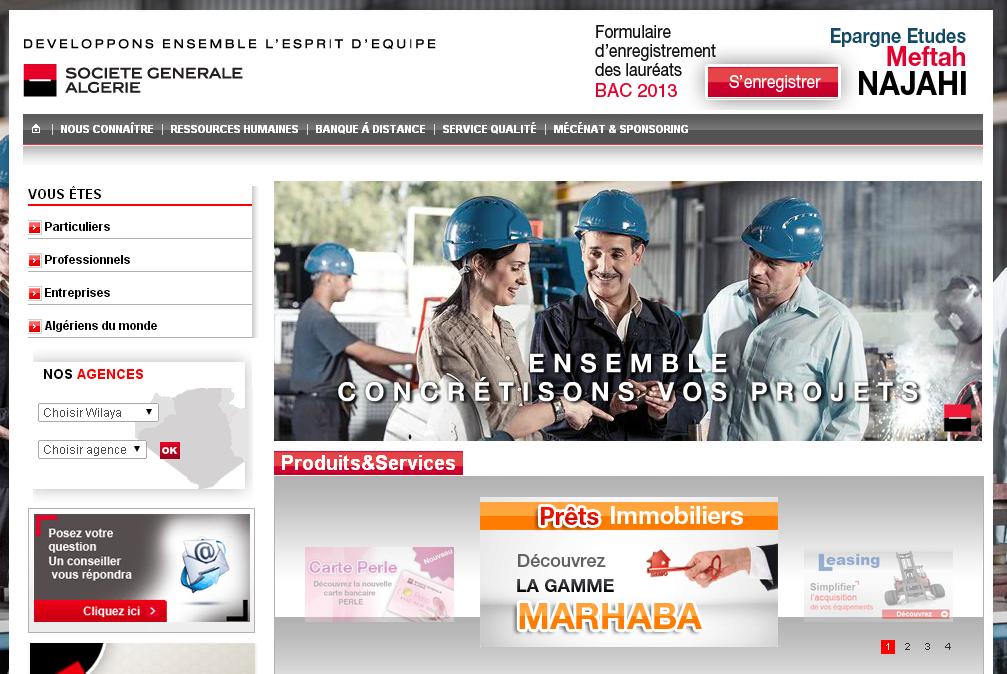 DEVELOPPONS ENSEMBLE L'ESPRIT D'EQUIPE
SOCIETE GENERALE
ALGERIE
Formulaire
d'enregistrement
des lauréats
BAC 2013
S'enregistrer
Epargne Etudes
Meftah
NAJAHI
NOUS CONNAÎTRE | RESSOURCES HUMAINES | BANQUE Á DISTANCE | SERVICE QUALITÉ | MÉCÉNAT & SPONSORING
VOUS ÊTES
Particuliers
Professionnels
Entreprises
Algériens du monde
NOS AGENCES
Choisir Wilaya
Choisir agence
OK
Posez votre
question
Un conseiller
vous répondra
Cliquez ici
ENSEMBLE
CONCRÉTISONS VOS PROJETS
Produits&Services
Carte Perle
Nouveau
Découvrez la nouvelle
carte bancaire
PERLE
Prêts Immobiliers
Découvrez
LA GAMME
MARHABA
Leasing
Simplifier
l'acquisition
de vos équipements
Découvrez
1 2 3 4